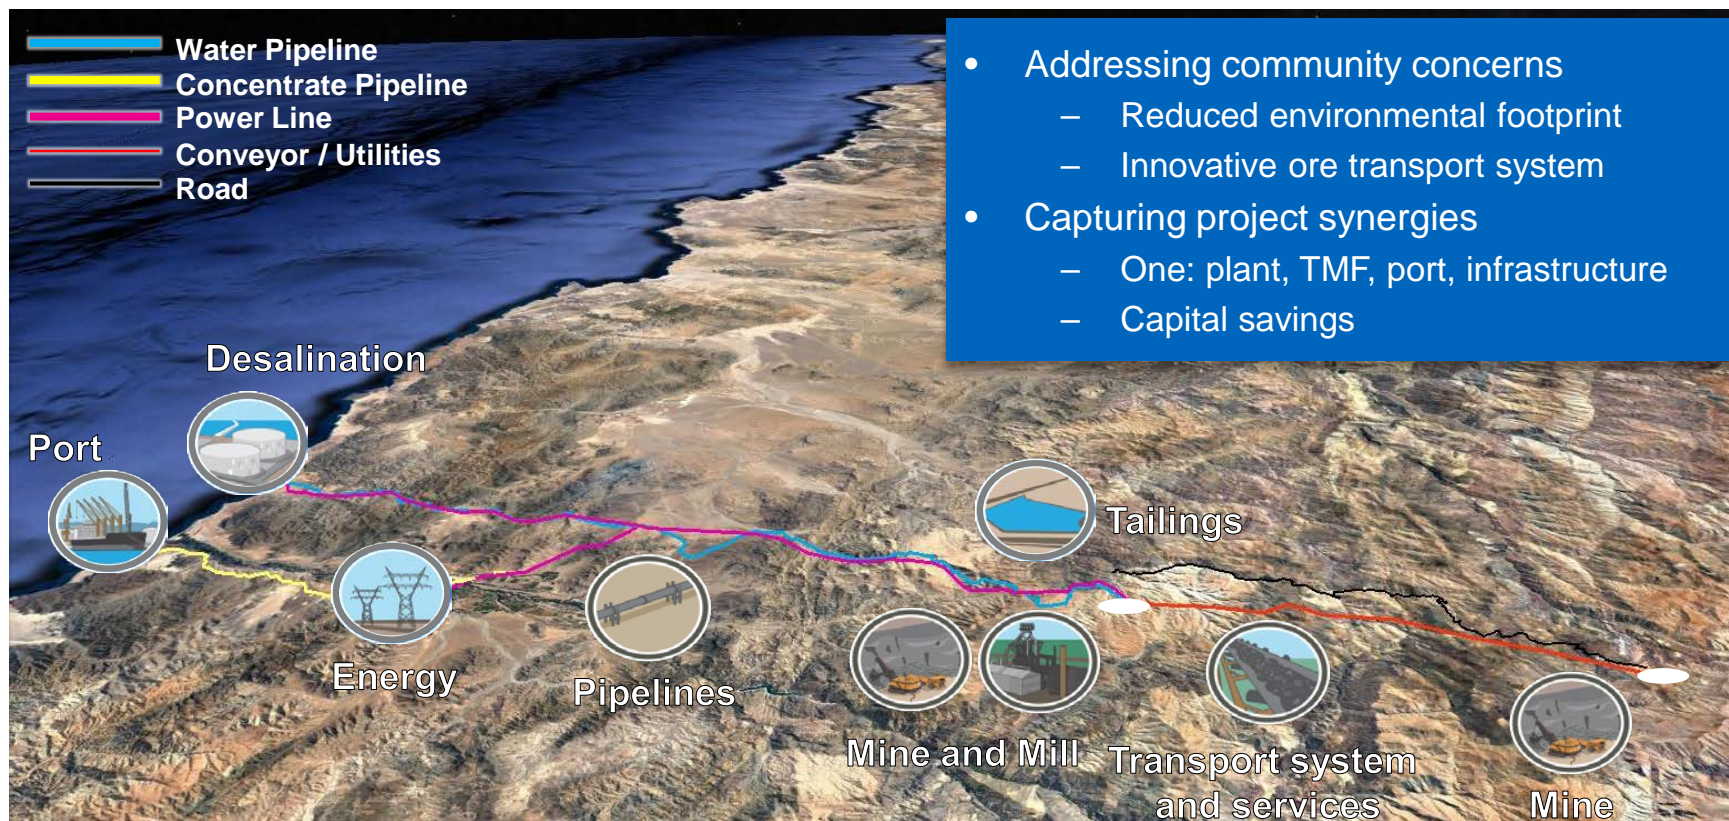 Water Pipeline
Concentrate Pipeline
Power Line
Conveyor / Utilities
Road
• Addressing community concerns
– Reduced environmental footprint
– Innovative ore transport system
• Capturing project synergies
– One: plant, TMF, port, infrastructure
– Capital savings
Desalination
Port
Tailings
Energy
Pipelines
Mine and Mill
Transport system
and services
Mine